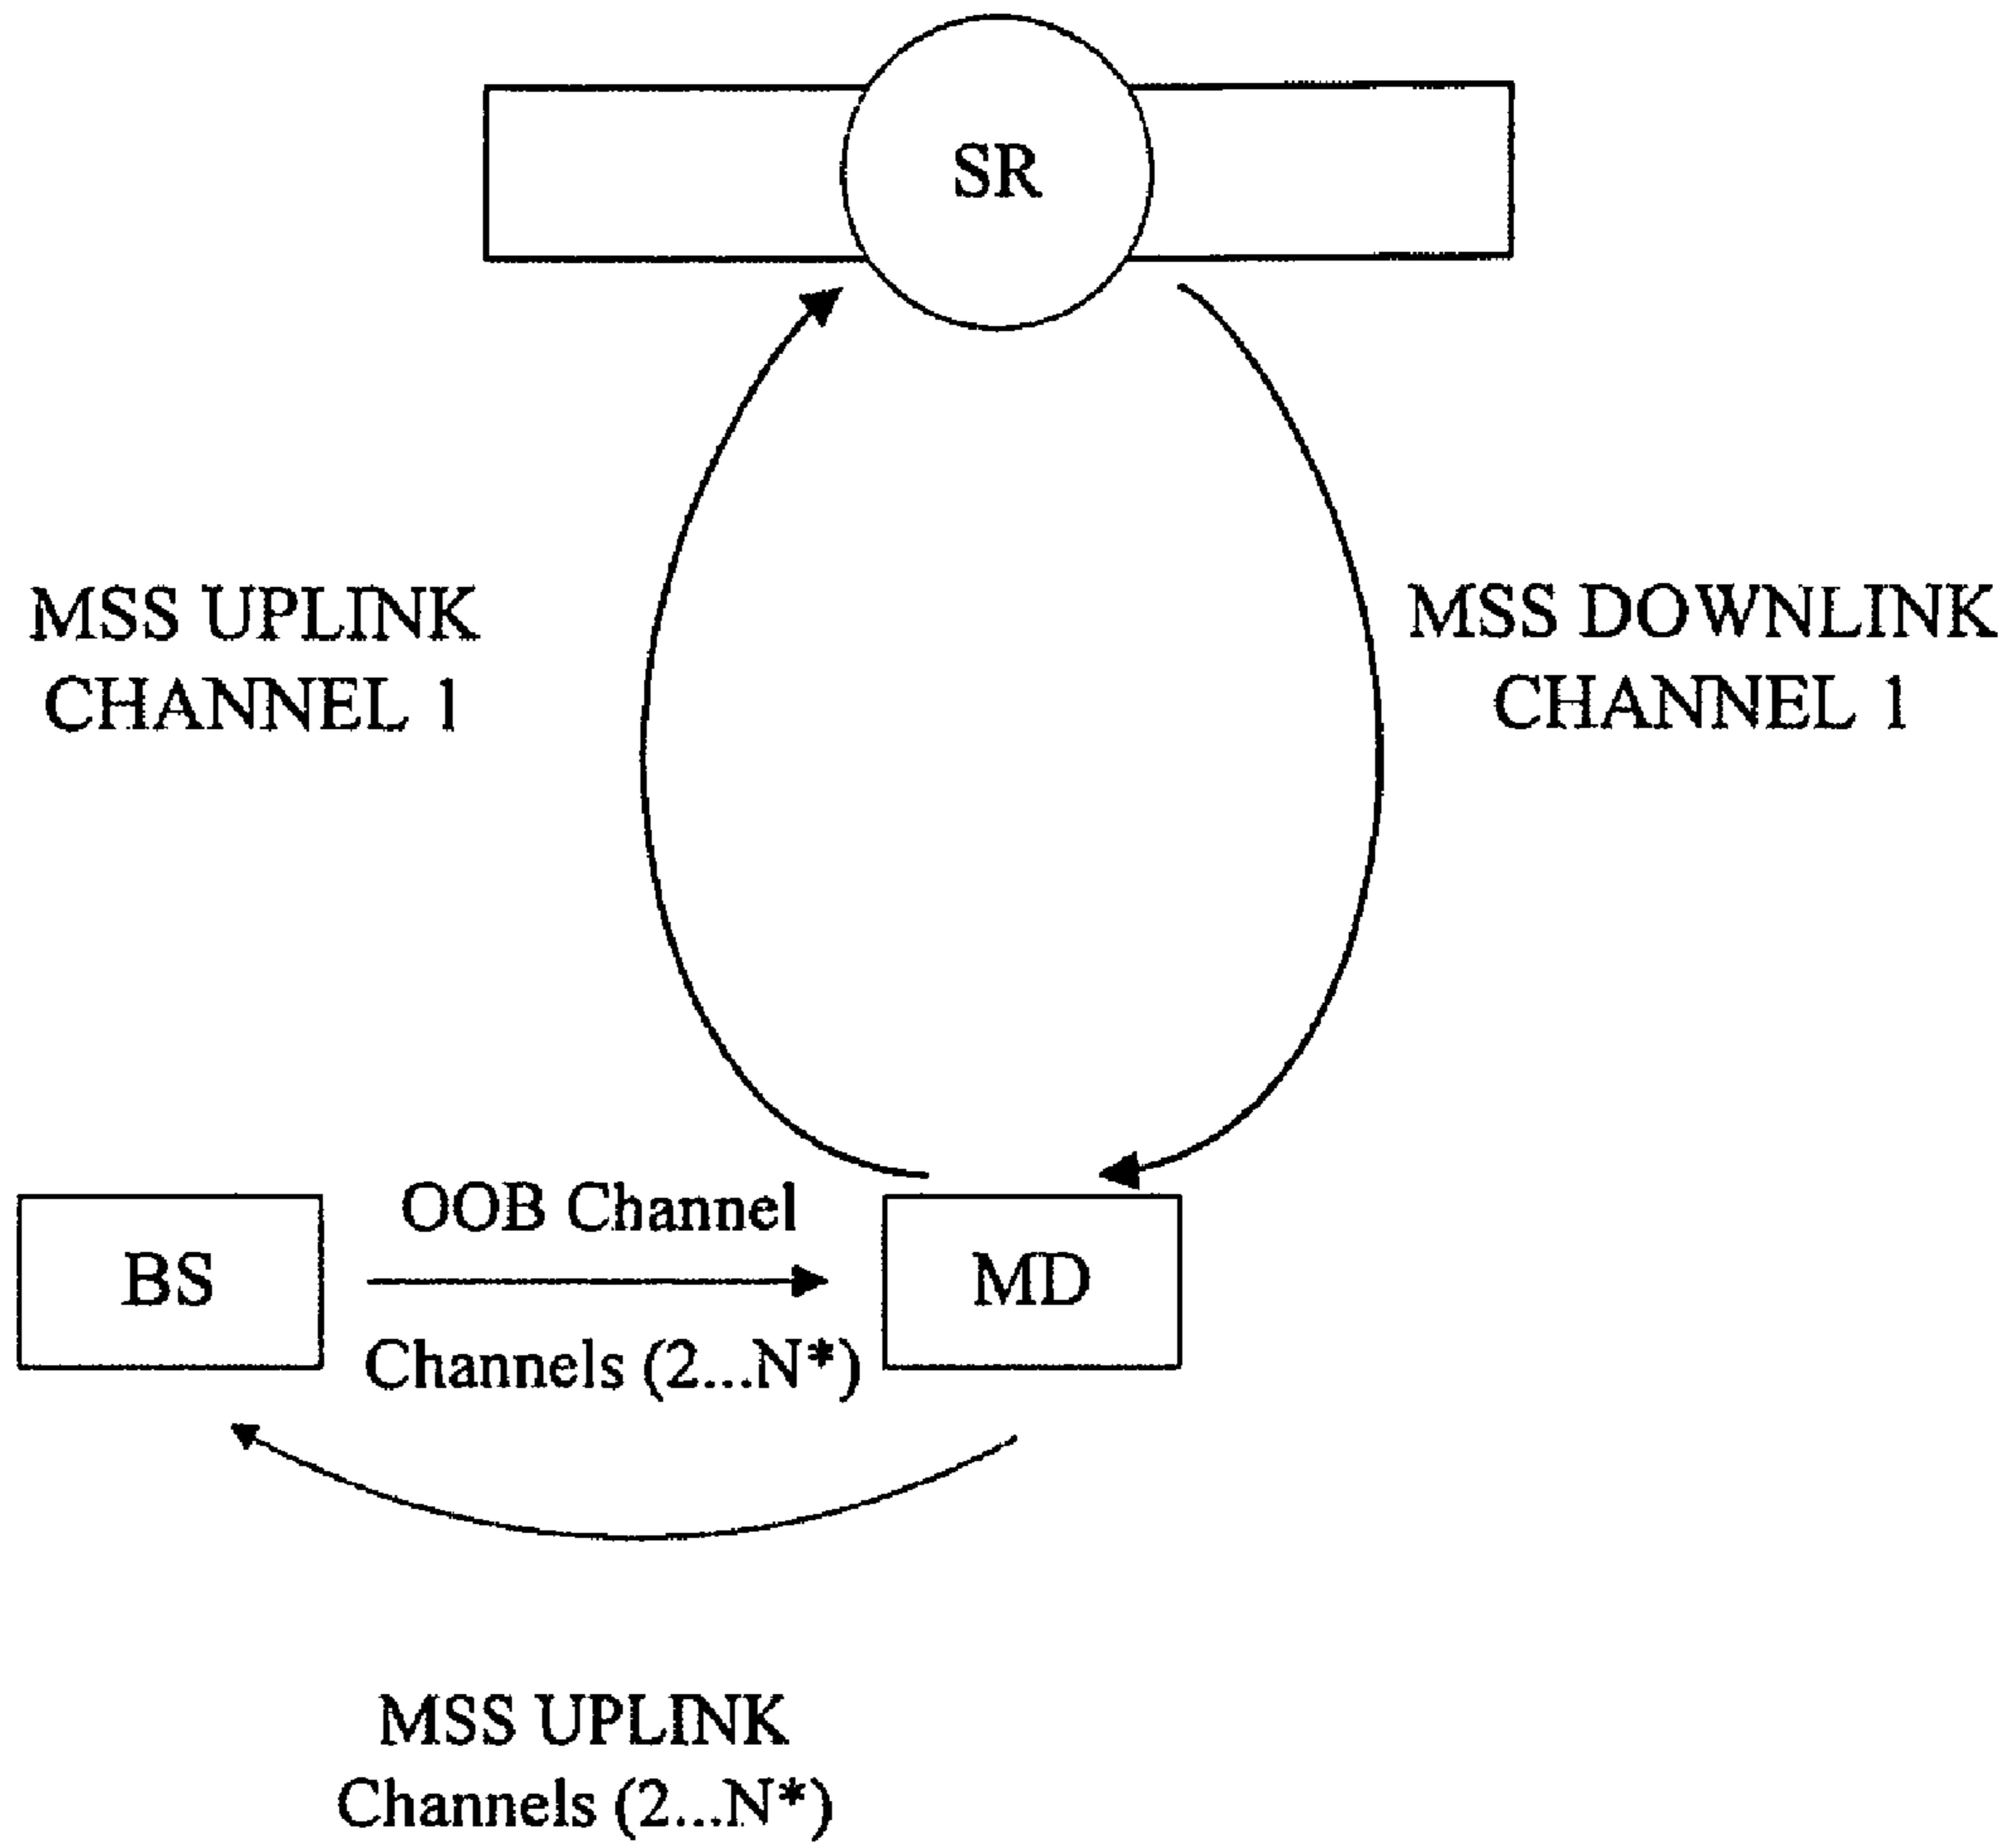 SR
MSS UPLINK
CHANNEL 1
MSS DOWNLINK
CHANNEL 1
OOB Channel
BS
MD
Channels (2...N*)
MSS UPLINK
Channels (2...N*)